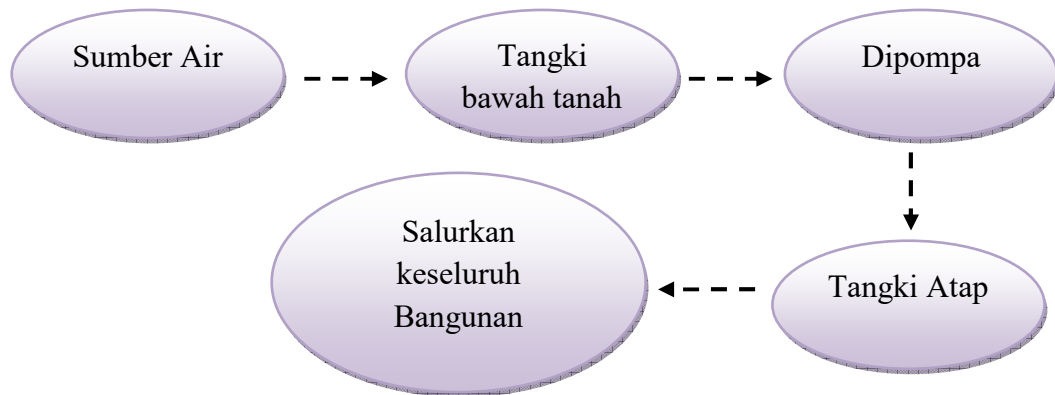 Sumber Air
Tangki
bawah tanah
Dipompa
Tangki Atap
Salurkan
keseluruh
Bangunan